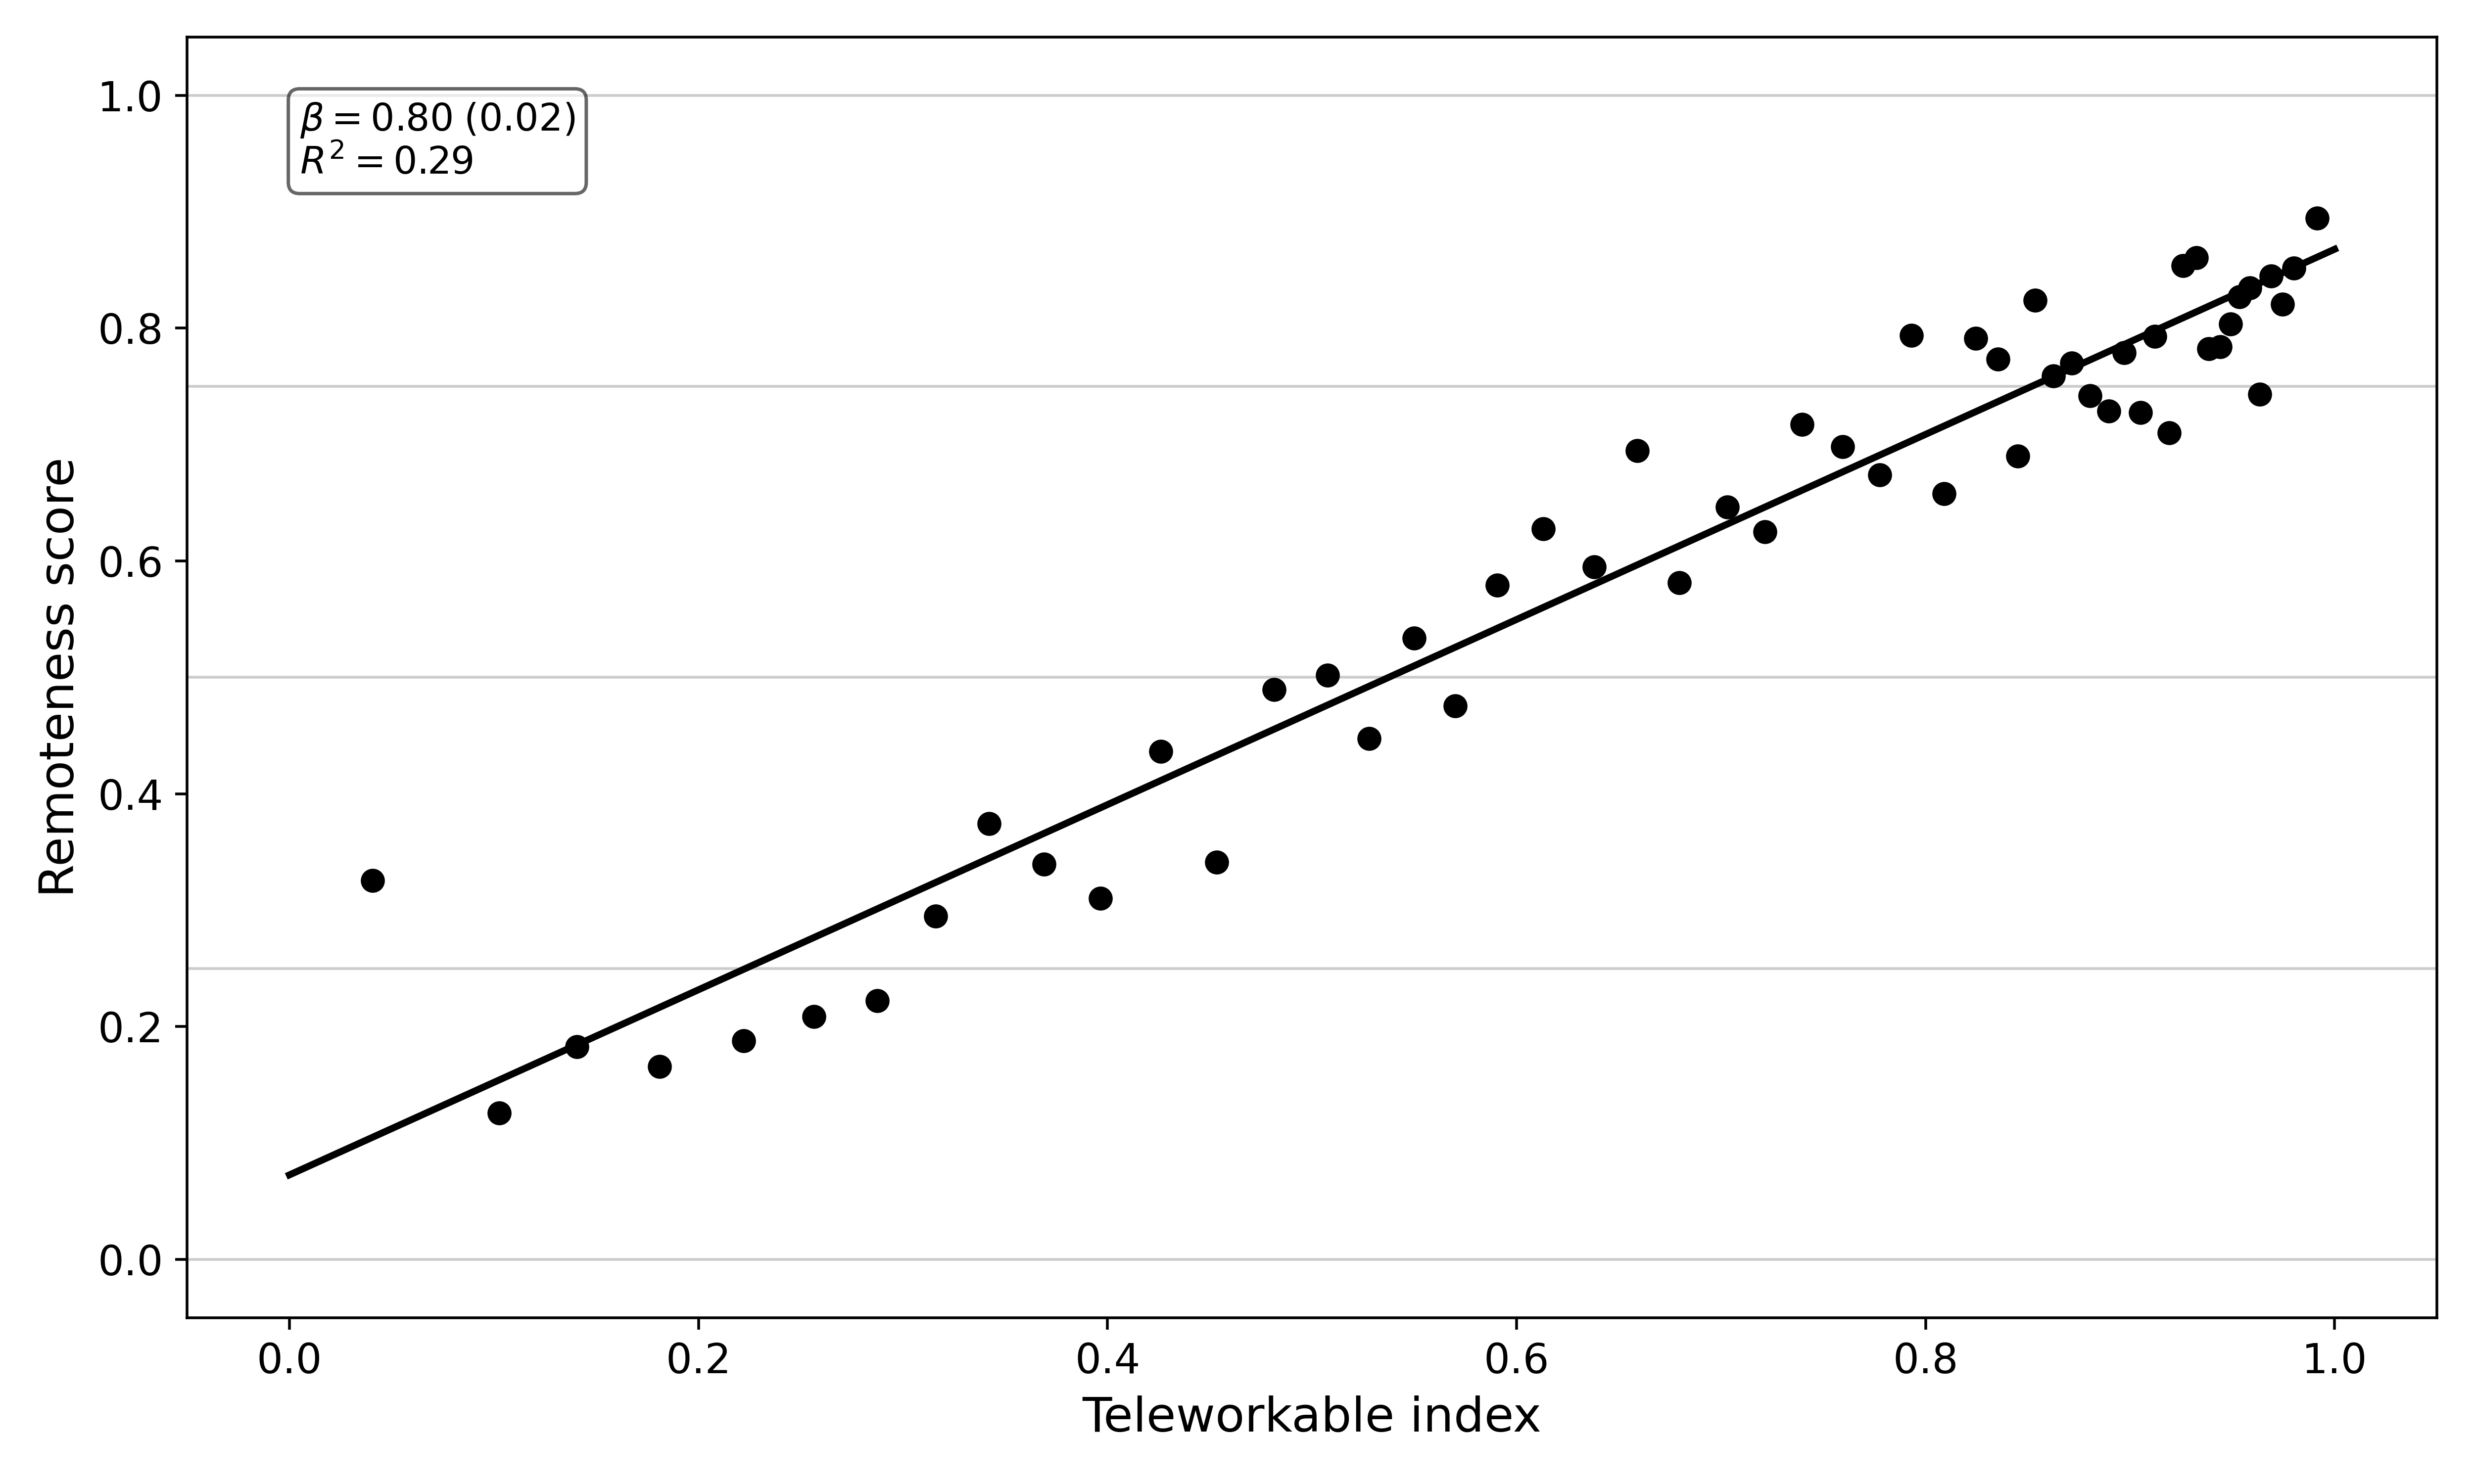 β = 0.80 (0.02)
R² = 0.29
1.0
0.8
0.6
0.4
0.2
0.0
Remoteness score
0.0 0.2 0.4 0.6 0.8 1.0
Teleworkable index